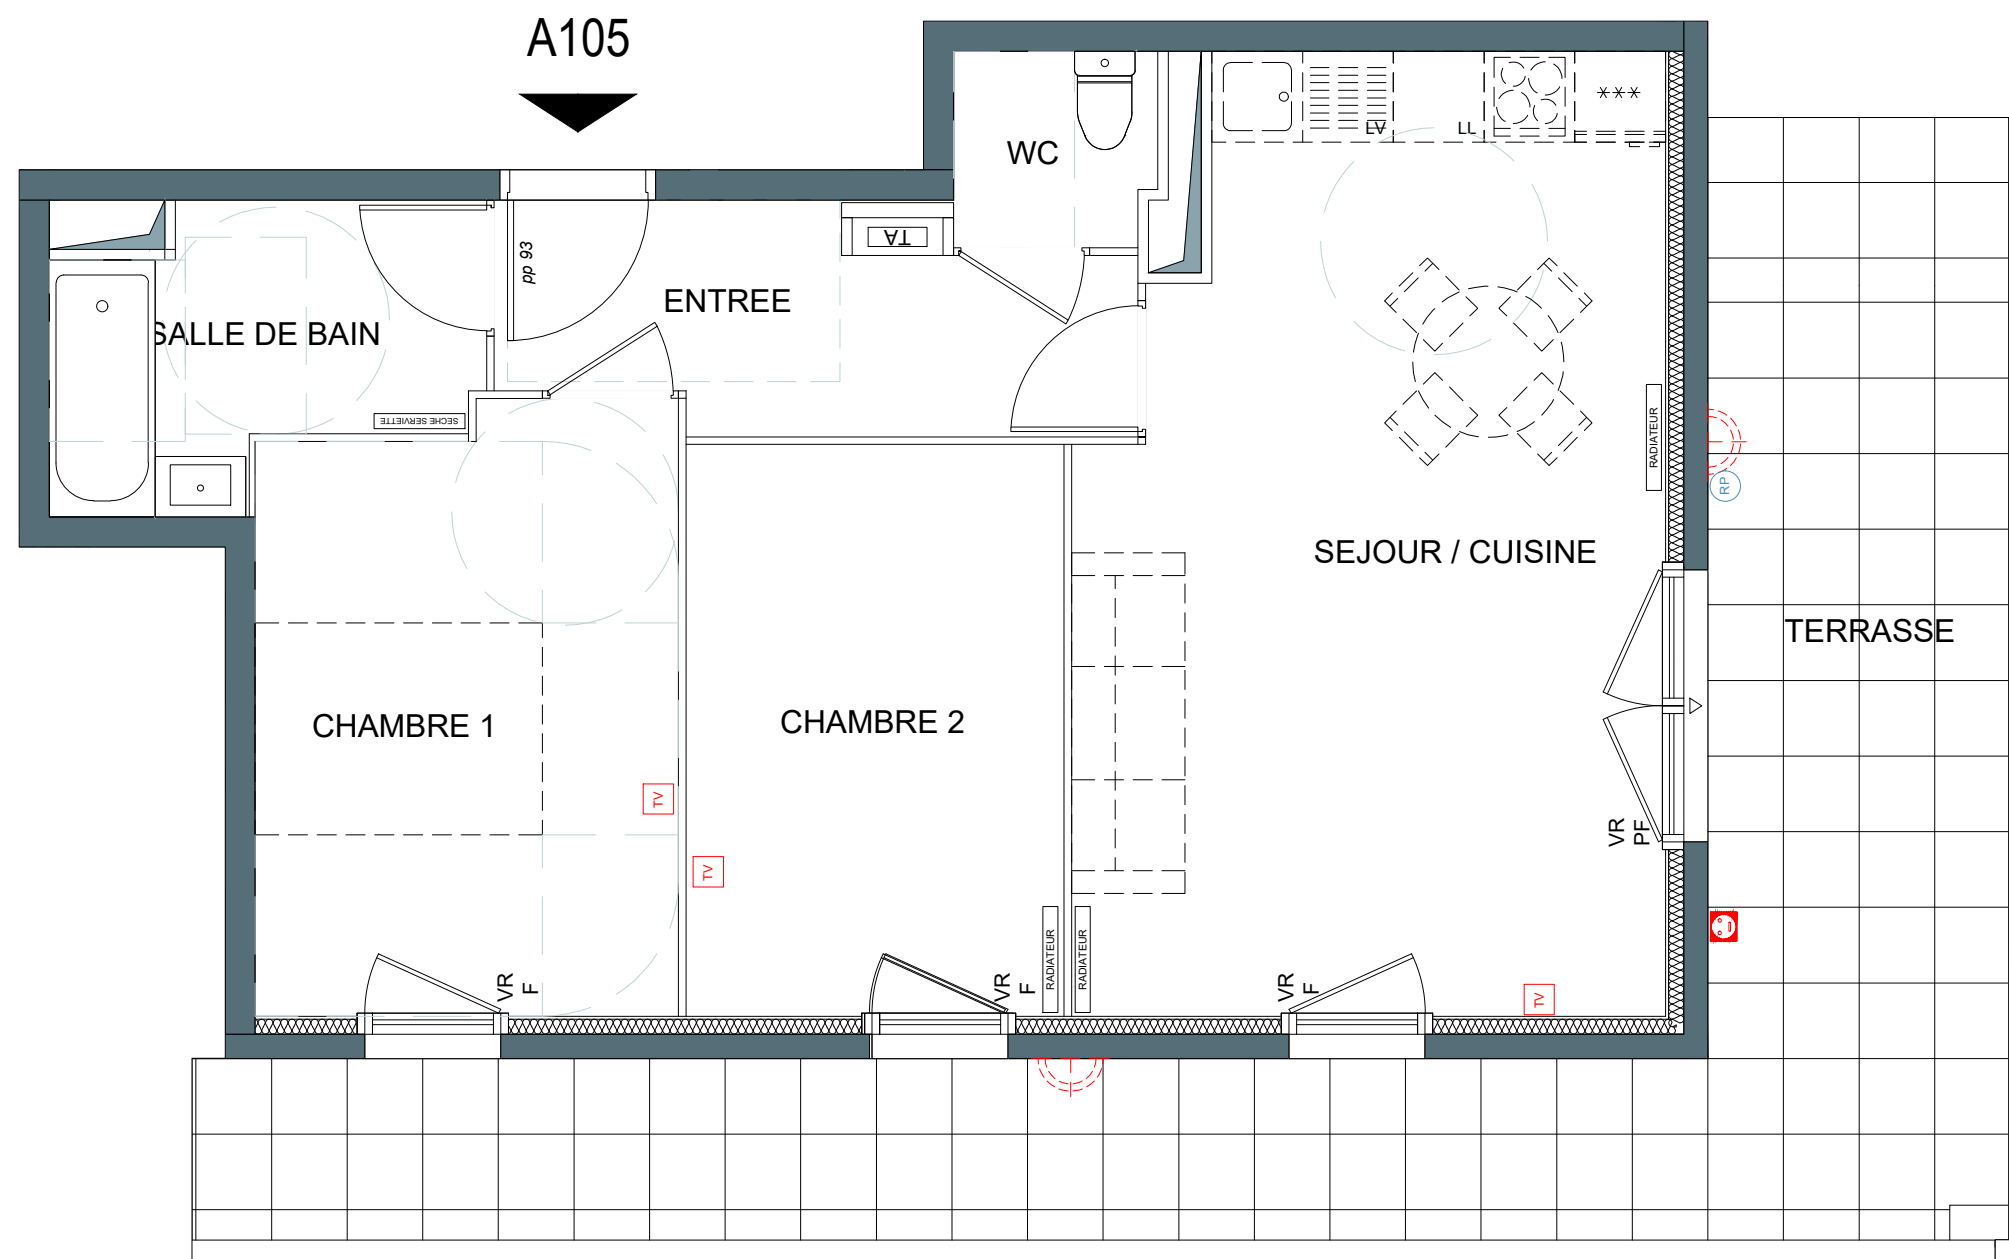 A105
WC
LV
LL
***
TA
pp 93
ENTREE
SALLE DE BAIN
SECHE SERVIETTE
RADIATEUR
RP
SEJOUR / CUISINE
TERRASSE
CHAMBRE 1
CHAMBRE 2
TV
TV
VR
PF
RADIATEUR
RADIATEUR
VR
F
VR
F
VR
F
TV